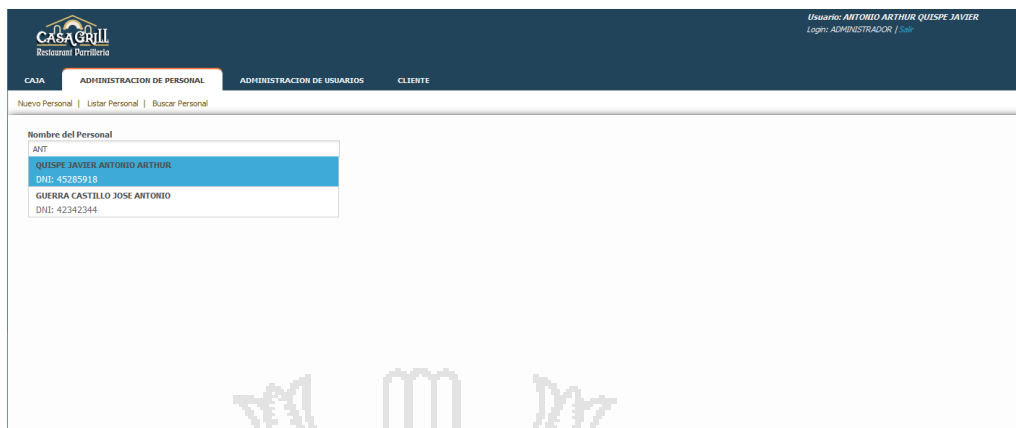 CASAGRILL
Restaurant Parrilleria
Usuario: ANTONIO ARTHUR QUISPE JAVIER
Login: ADMINISTRADOR | Salir
CAJA ADMINISTRACION DE PERSONAL ADMINISTRACION DE USUARIOS CLIENTE
Nuevo Personal | Listar Personal | Buscar Personal
Nombre del Personal
ANT
QUISPE JAVIER ANTONIO ARTHUR
DNI: 45285918
GUERRA CASTILLO JOSE ANTONIO
DNI: 42342344